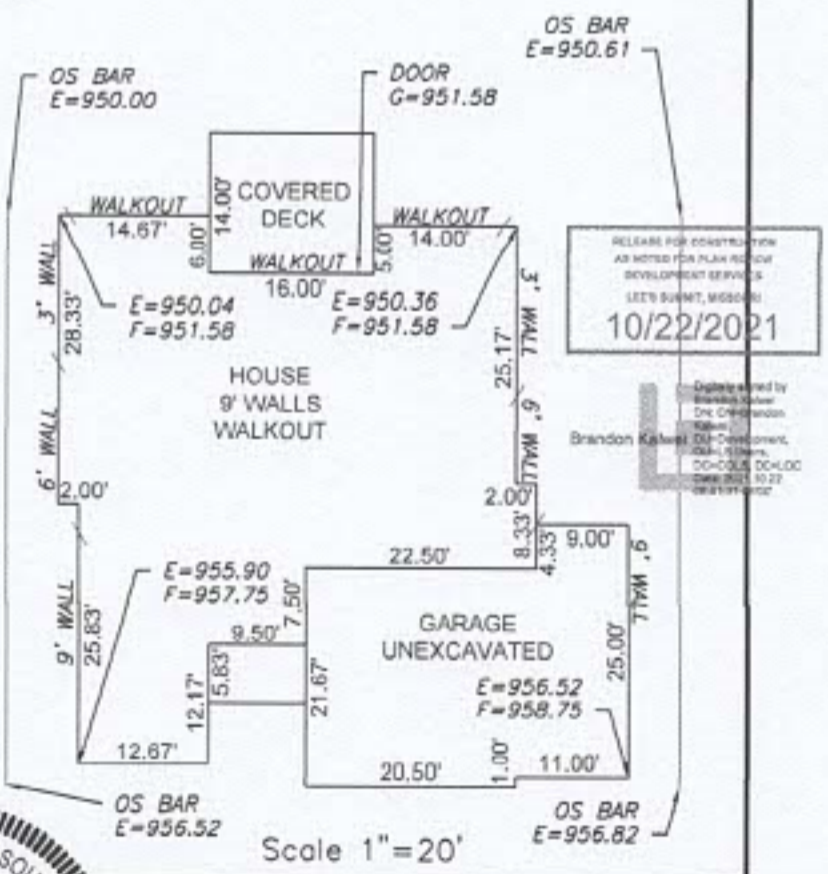 OS BAR
E=950.61
OS BAR
E=950.00
DOOR
G=951.58
COVERED
DECK
14.00'
WALKOUT
14.67'
6.00'
WALKOUT
16.00'
5.00'
WALKOUT
14.00'
RELEASE FOR CONSTRUCTION
AS NOTED FOR PLAN REVIEW
DEVELOPMENT SERVICES
LEE'S SUMMIT, MISSOURI
10/22/2021
3' WALL
28.33'
E=950.04
F=951.58
E=950.36
F=951.58
3' WALL
25.17'
HOUSE
9' WALLS
WALKOUT
6' WALL
6' WALL
Digitally signed by
Brandon Kalwei
Brandon Kalwei
2.00'
2.00'
8.33'
4.33
9.00'
9' WALL
25.00'
22.50'
E=955.90
F=957.75
9' WALL
25.83'
7.50'
9.50'
5.83'
12.17'
21.67'
GARAGE
UNEXCAVATED
E=956.52
F=958.75
12.67'
20.50'
1.00'
11.00'
OS BAR
E=956.52
OS BAR
E=956.82
Scale 1"=20'